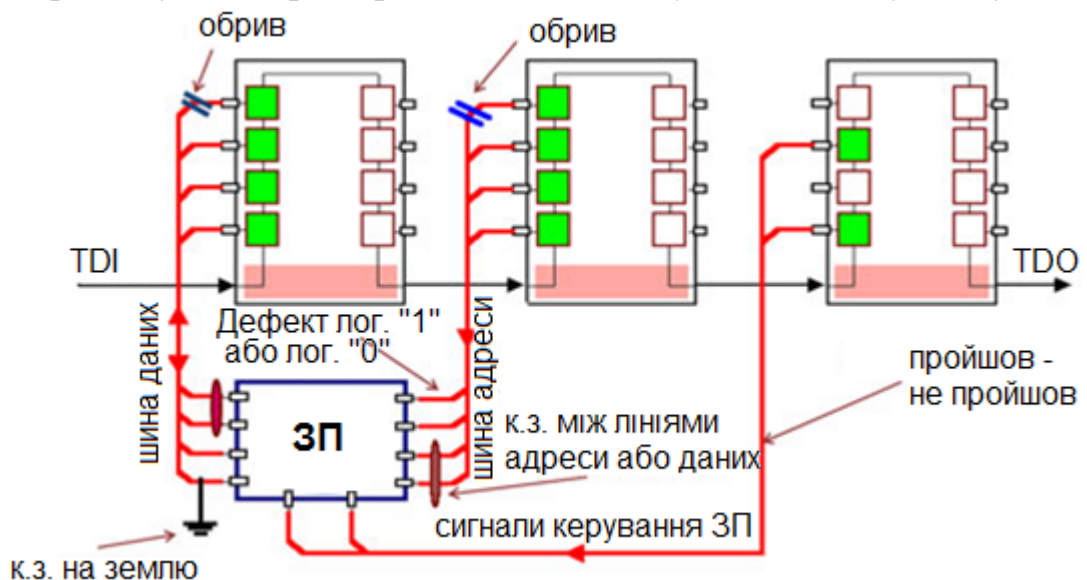 обрив
обрив
TDI
TDO
шина даних
Дефект лог. "1"
або лог. "0"
шина адреси
пройшов -
не пройшов
ЗП
к.з. між лініями
адреси або даних
сигнали керування ЗП
к.з. на землю